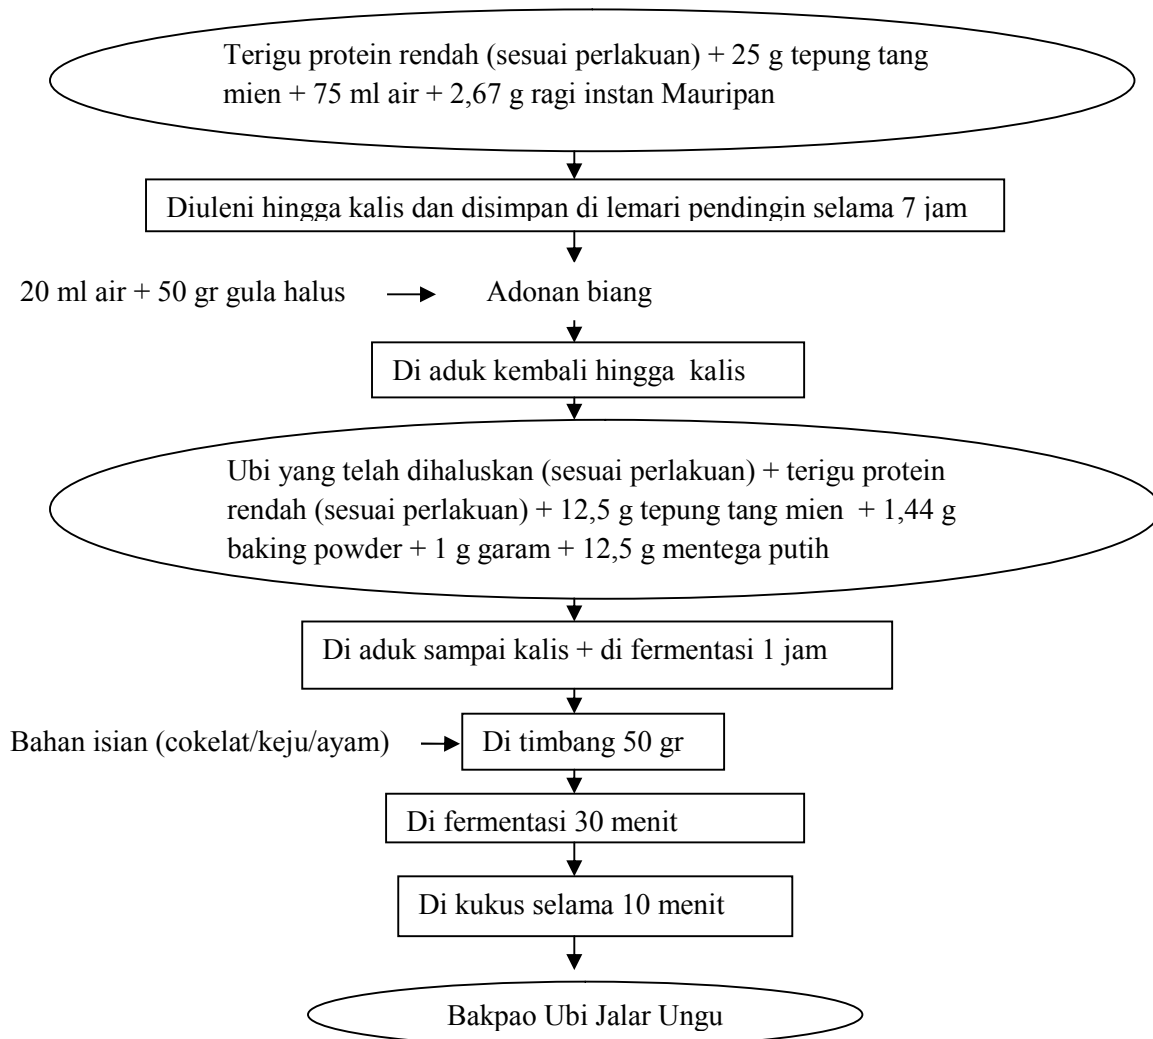 Terigu protein rendah (sesuai perlakuan) + 25 g tepung tang
mien + 75 ml air + 2,67 g ragi instan Mauripan
Diuleni hingga kalis dan disimpan di lemari pendingin selama 7 jam
20 ml air + 50 gr gula halus
Adonan biang
Di aduk kembali hingga kalis
Ubi yang telah dihaluskan (sesuai perlakuan) + terigu protein
rendah (sesuai perlakuan) + 12,5 g tepung tang mien + 1,44 g
baking powder + 1 g garam + 12,5 g mentega putih
Di aduk sampai kalis + di fermentasi 1 jam
Bahan isian (cokelat/keju/ayam)
Di timbang 50 gr
Di fermentasi 30 menit
Di kukus selama 10 menit
Bakpao Ubi Jalar Ungu